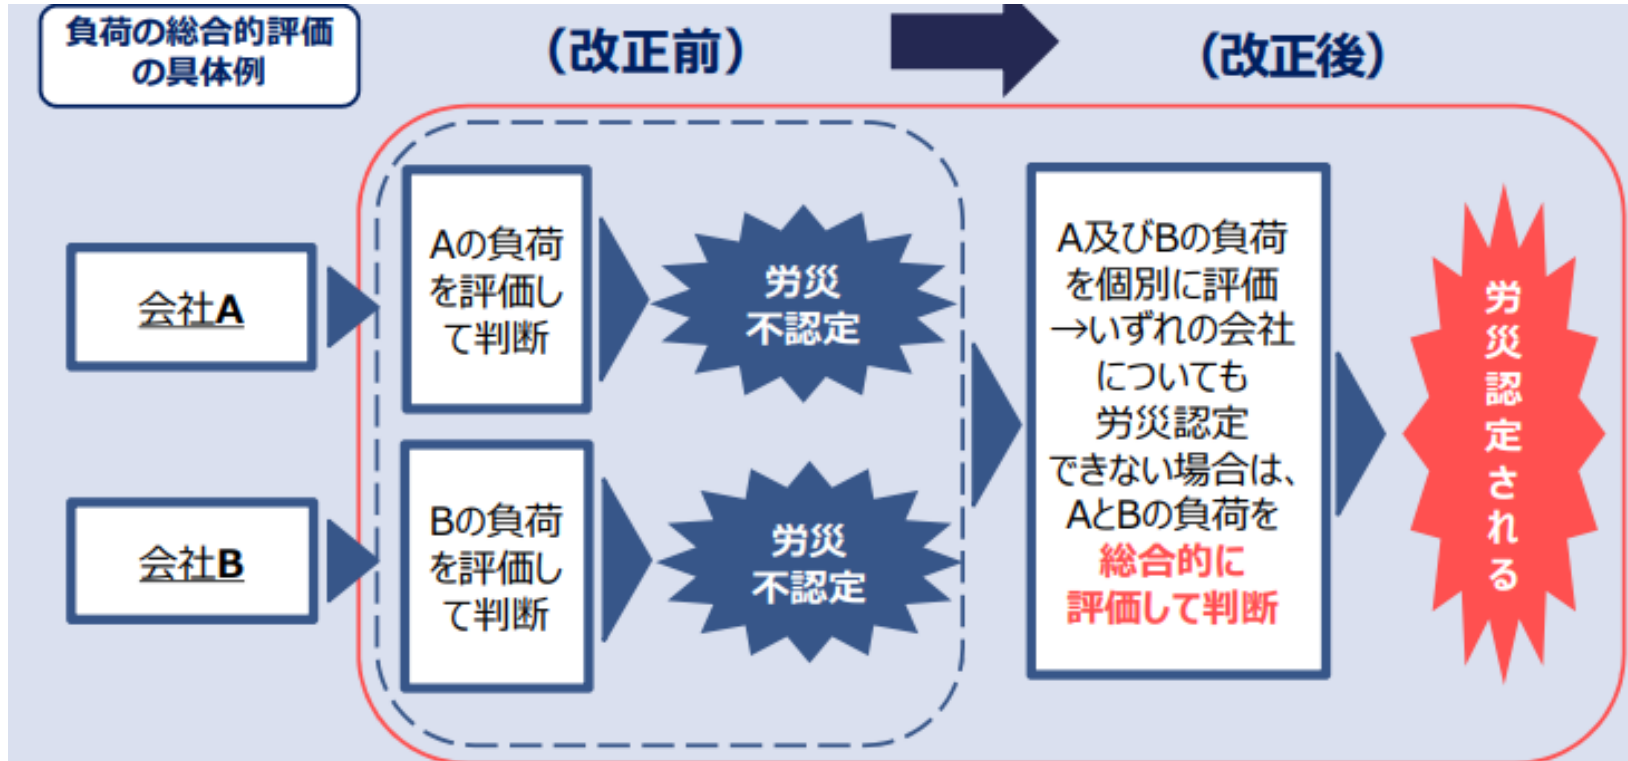 負荷の総合的評価
の具体例
（改正前）
（改正後）
会社A
Aの負荷
を評価し
て判断
労災
不認定
会社B
Bの負荷
を評価し
て判断
労災
不認定
A及びBの負荷
を個別に評価
→いずれの会社
についても
労災認定
できない場合は、
AとBの負荷を
総合的に
評価して判断
労災認定される